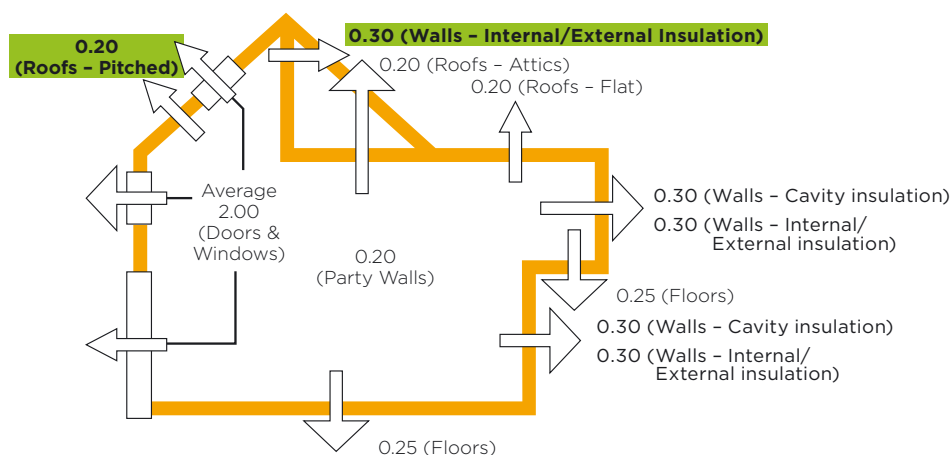 0.20
(Roofs – Pitched)
0.30 (Walls – Internal/External Insulation)
0.20 (Roofs – Attics)
0.20 (Roofs – Flat)
Average
2.00
(Doors &
Windows)
0.20
(Party Walls)
0.30 (Walls – Cavity insulation)
0.30 (Walls – Internal/
External insulation)
0.25 (Floors)
0.30 (Walls – Cavity insulation)
0.30 (Walls – Internal/
External insulation)
0.25 (Floors)